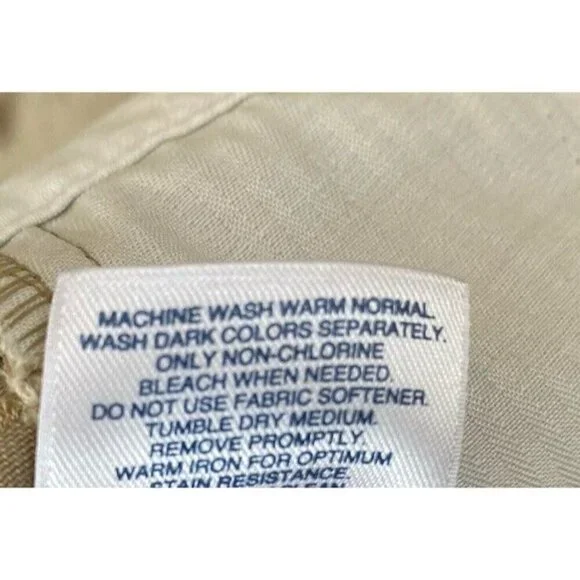 MACHINE WASH WARM NORMAL.
WASH DARK COLORS SEPARATELY.
ONLY NON-CHLORINE
BLEACH WHEN NEEDED.
DO NOT USE FABRIC SOFTENER.
TUMBLE DRY MEDIUM.
REMOVE PROMPTLY.
WARM IRON FOR OPTIMUM
STAIN RESISTANCE.